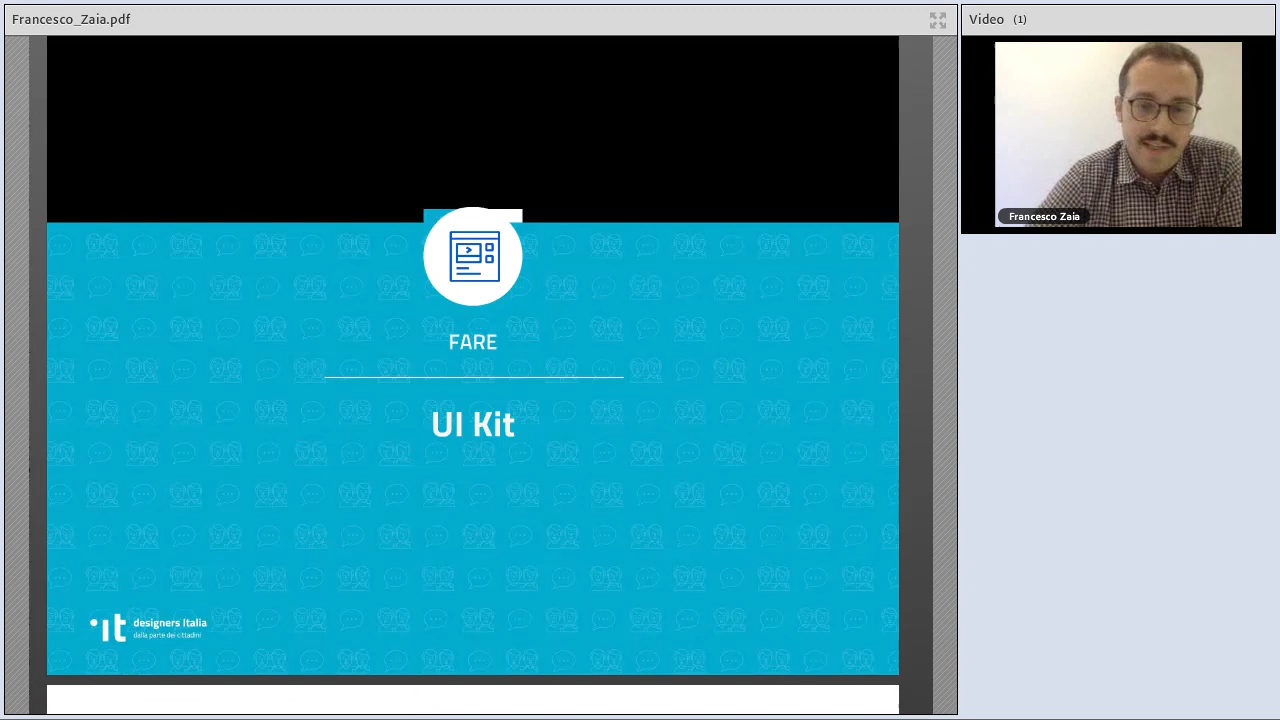 Francesco_Zaia.pdf
Video (1)
Francesco Zaia
FARE
UI Kit
designers italia
dalla parte dei cittadini